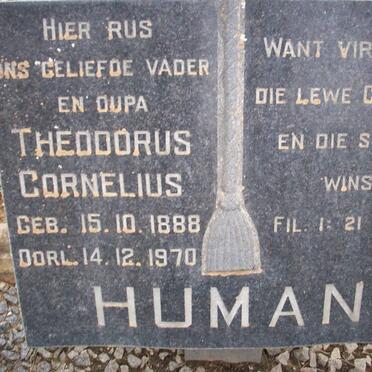 HIER RUS
ONS GELIEFDE VADER
EN OUPA
THEODORUS
CORNELIUS
GEB. 15.10.1888
OORL. 14.12.1970
WANT VIR
DIE LEWE
EN DIE
WINS
FIL. 1:21
HUMAN